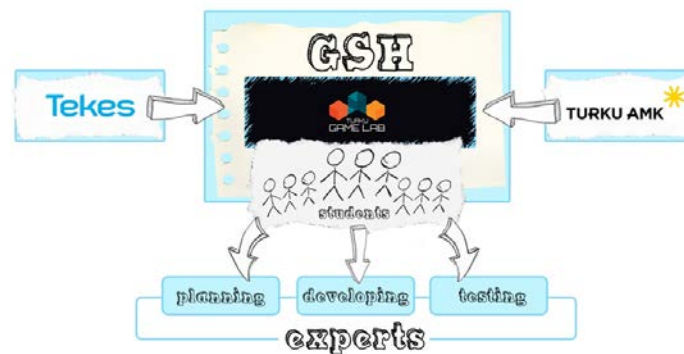 GSH
Tekes
TURKU
GAME LAB
TURKU AMK
students
planning
developing
testing
experts